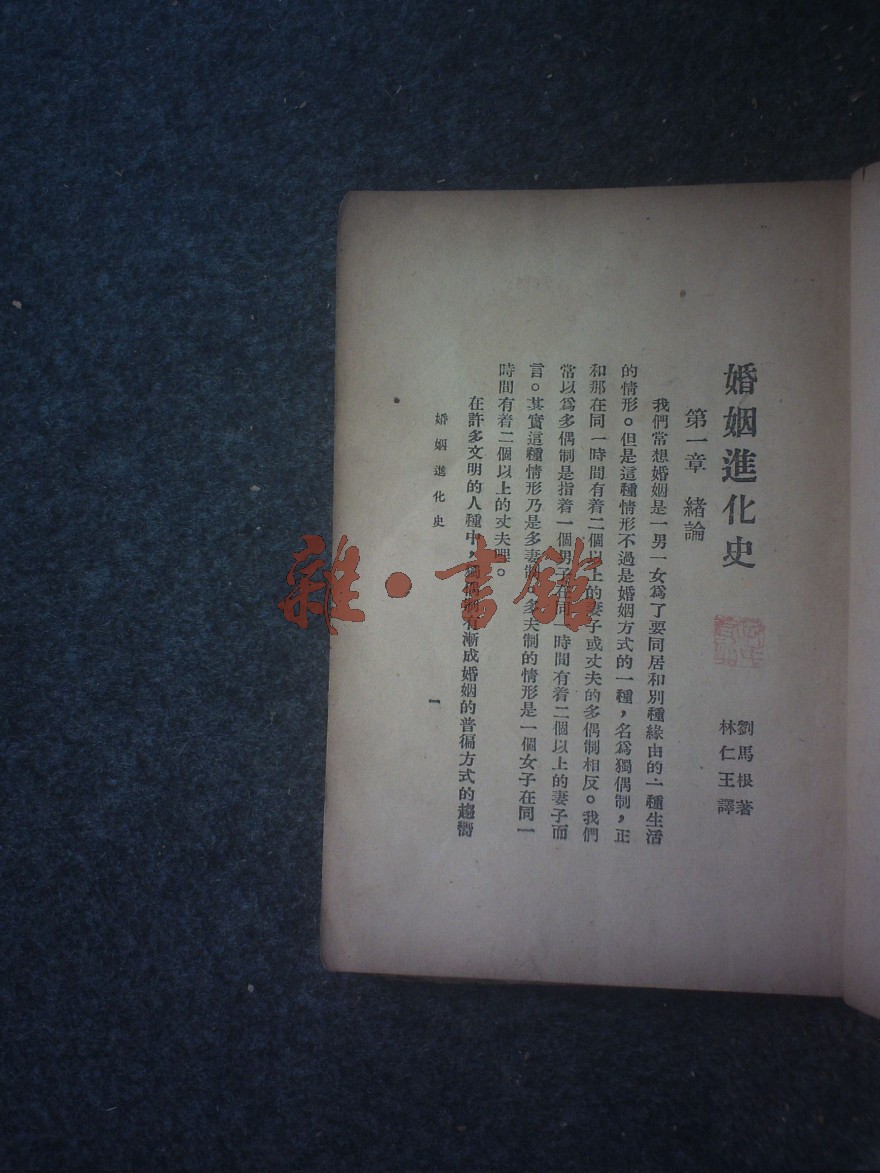 婚姻進化史
劉馬根著
林仁王譯
第一章 緒論
我們常想婚姻是一男一女爲了要同居和別種緣由的一種生活
的情形。但是這種情形不過是婚姻方式的一種，名爲獨偶制，正
和那在同一時間有着二個以上的妻子或丈夫的多偶制相反。我們
常以爲多偶制是指着一個男子在同一時間有着二個以上的妻子而
言。其實這種情形乃是多妻制。多夫制的情形是一個女子在同一
時間有着二個以上的丈夫哩。
在許多文明的人種中，獨偶制有漸成婚姻的普徧方式的趨嚮
婚姻進化史
一
雜·書館